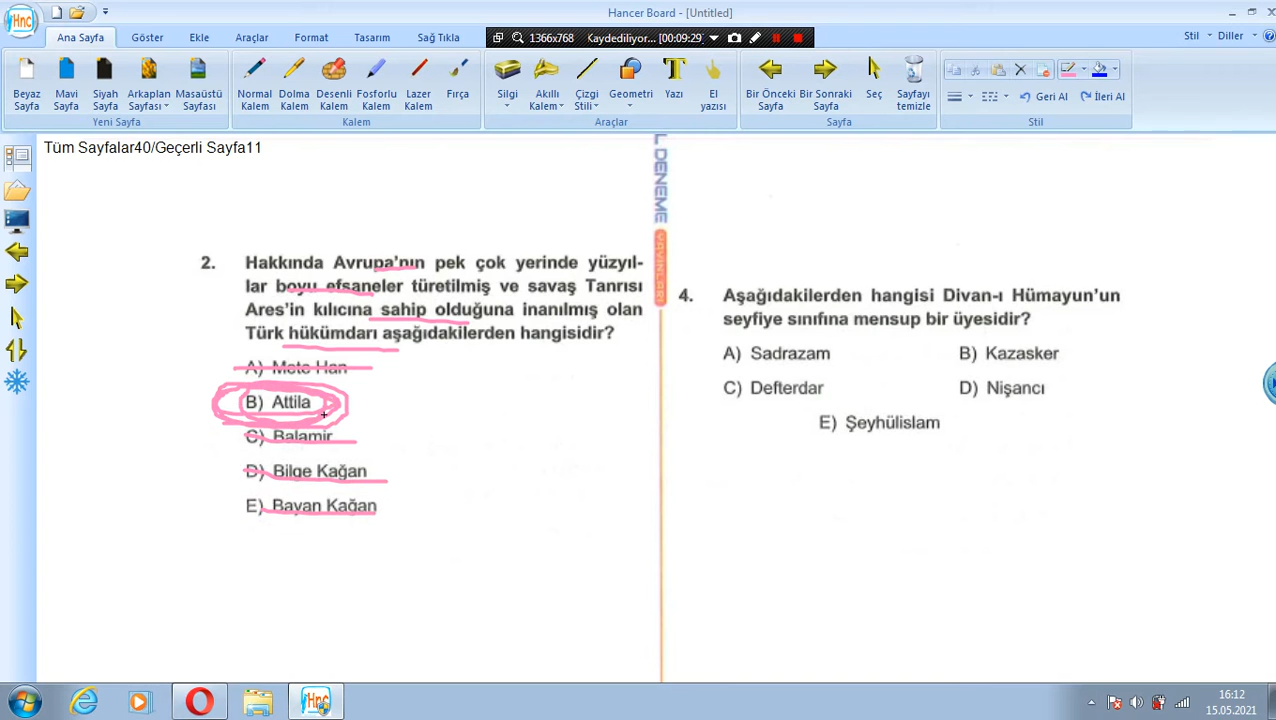 Hnc
Hancer Board - [Untitled]
Ana Sayfa Göster Ekle Araçlar Format Tasarım Sağ Tıkla
1366x768 Kaydediliyor... [00:09:29]
Stil Diller
Beyaz Sayfa
Mavi Sayfa
Siyah Sayfa
Arkaplan Sayfası
Masaüstü Sayfası
Yeni Sayfa
Normal Kalem
Dolma Kalem
Desenli Kalem
Fosforlu Kalem
Lazer Kalem
Fırça
Kalem
Silgi
Akıllı Kalem
Çizgi Stili
Geometri
Yazı
El yazısı
Araçlar
Bir Önceki Sayfa
Bir Sonraki Sayfa
Seç
Sayfayı temizle
Sayfa
Geri Al
İleri Al
Stil
Tüm Sayfalar40/Geçerli Sayfa11
L DENEME
YAYINLARI
2. Hakkında Avrupa'nın pek çok yerinde yüzyıl-
lar boyu efsaneler türetilmiş ve savaş Tanrısı
Ares'in kılıcına sahip olduğuna inanılmış olan
Türk hükümdarı aşağıdakilerden hangisidir?
A) Mete Han
B) Attila
C) Balamir
D) Bilge Kağan
E) Bayan Kağan
4. Aşağıdakilerden hangisi Divan-ı Hümayun'un
seyfiye sınıfına mensup bir üyesidir?
A) Sadrazam B) Kazasker
C) Defterdar D) Nişancı
E) Şeyhülislam
Hnc
16:12
15.05.2021